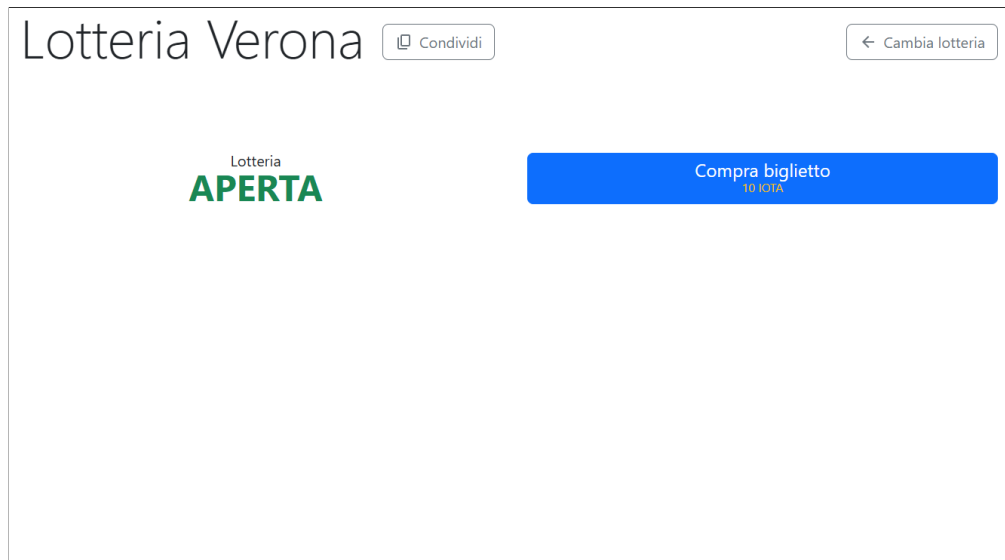 Lotteria Verona
Condividi
Cambia lotteria
Lotteria
APERTA
Compra biglietto
10 IOTA